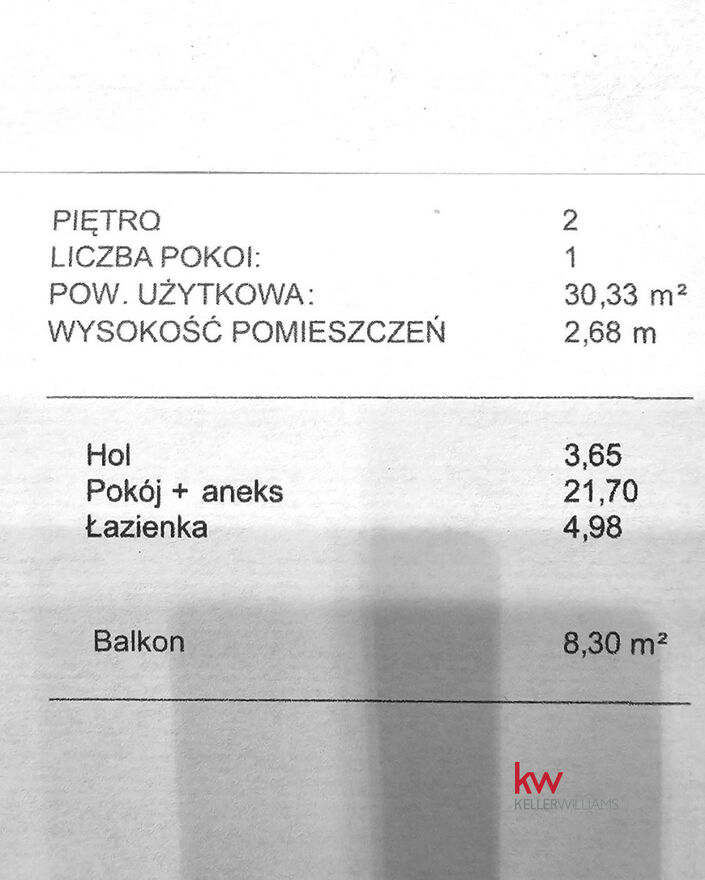 PIĘTRO 2
LICZBA POKOI: 1
POW. UŻYTKOWA: 30,33 m²
WYSOKOŚĆ POMIESZCZEŃ 2,68 m
Hol 3,65
Pokój + aneks 21,70
Łazienka 4,98
Balkon 8,30 m²
kw
KELLERWILLIAMS.